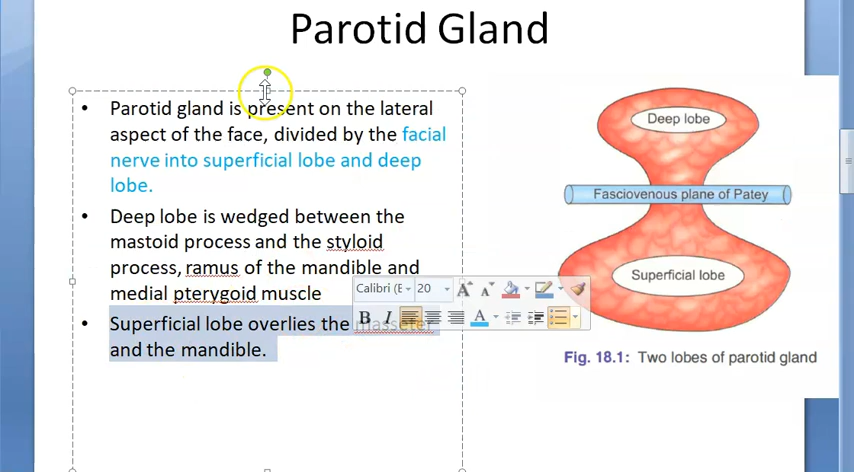 Parotid Gland
• Parotid gland is present on the lateral
aspect of the face, divided by the facial
nerve into superficial lobe and deep
lobe.
• Deep lobe is wedged between the
mastoid process and the styloid
process, ramus of the mandible and
medial pterygoid muscle
• Superficial lobe overlies the masseter
and the mandible.
Calibri (E
20
A A
B I A
Deep lobe
Fasciovenous plane of Patey
Superficial lobe
Fig. 18.1: Two lobes of parotid gland